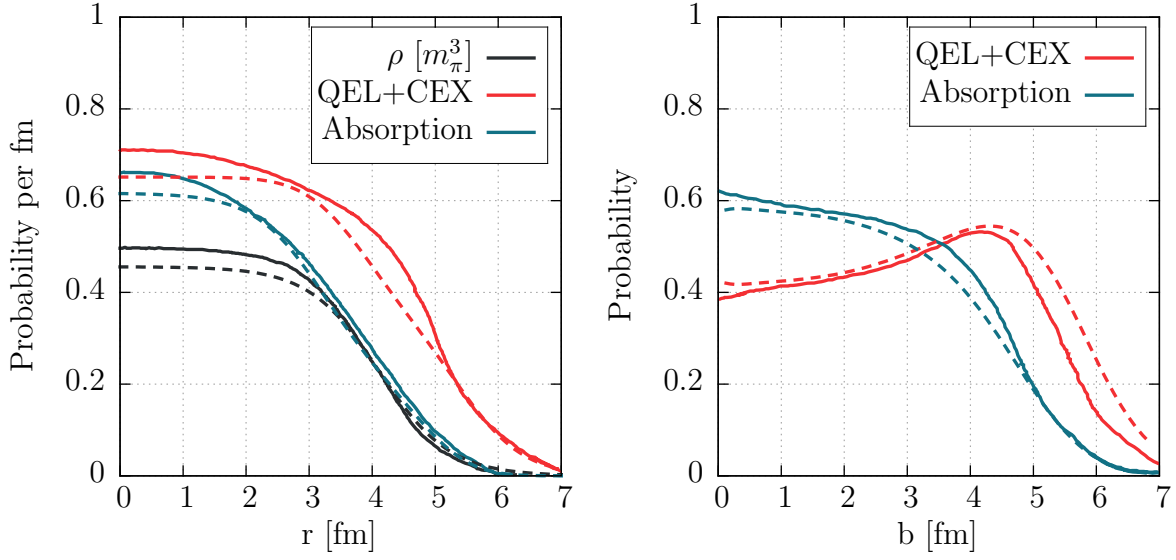 Probability per fm
1
0.8
0.6
0.4
0.2
0
0 1 2 3 4 5 6 7
r [fm]
ρ [m_π^3]
QEL+CEX
Absorption
Probability
1
0.8
0.6
0.4
0.2
0
0 1 2 3 4 5 6 7
b [fm]
QEL+CEX
Absorption